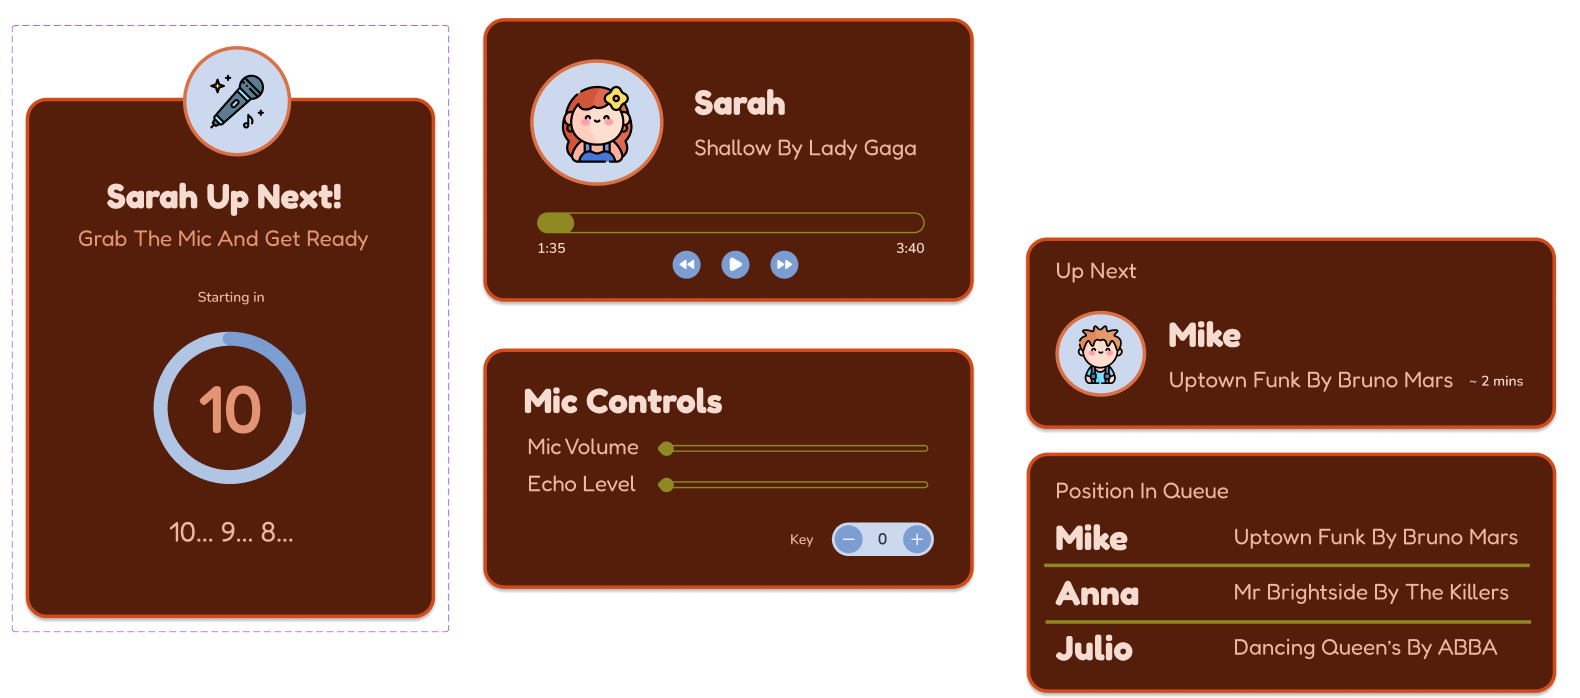 Sarah Up Next!
Grab The Mic And Get Ready
Starting in
10
10... 9... 8...
Sarah
Shallow By Lady Gaga
1:35
3:40
Mic Controls
Mic Volume
Echo Level
Key
0
Up Next
Mike
Uptown Funk By Bruno Mars ~ 2 mins
Position In Queue
Mike Uptown Funk By Bruno Mars
Anna Mr Brightside By The Killers
Julio Dancing Queen's By ABBA